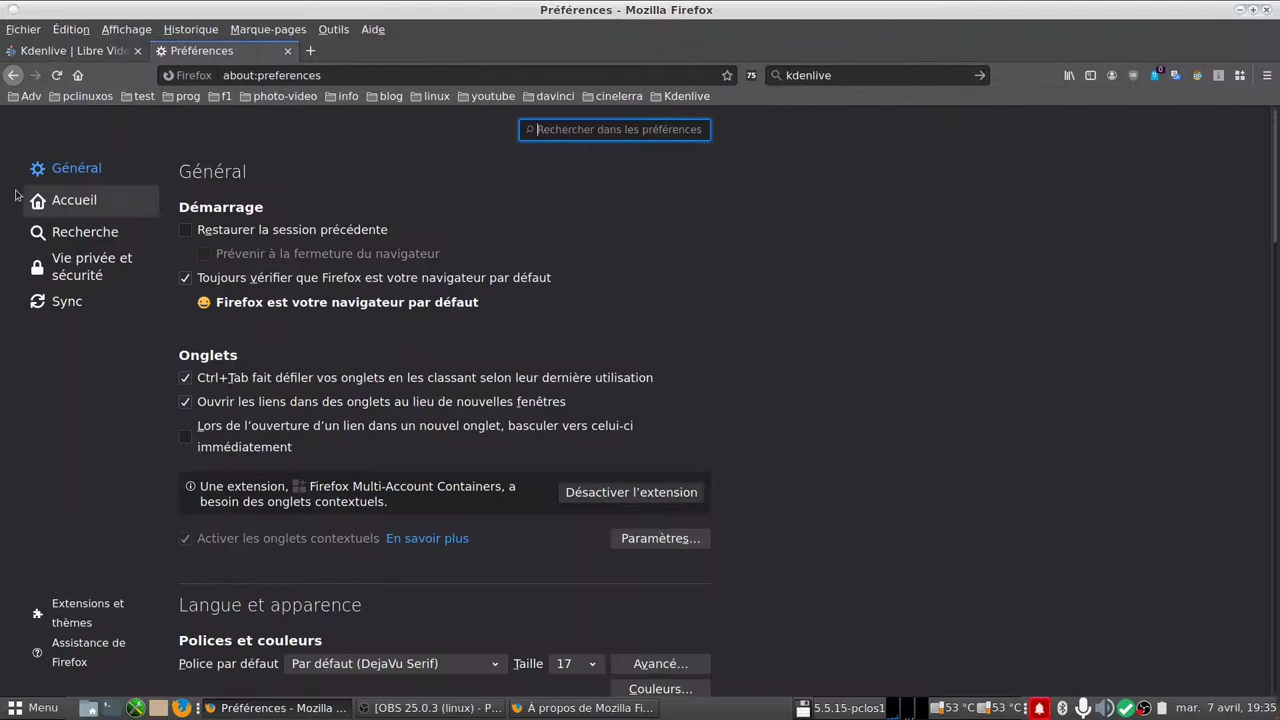 Préférences - Mozilla Firefox
Fichier Édition Affichage Historique Marque-pages Outils Aide
Kdenlive | Libre Vide
Préférences
Firefox about:preferences
75
kdenlive
0
Adv pclinuxos test prog f1 photo-video info blog linux youtube davinci cinelerra Kdenlive
Rechercher dans les préférences
Général
Accueil
Recherche
Vie privée et
sécurité
Sync
Général
Démarrage
Restaurer la session précédente
Prévenir à la fermeture du navigateur
Toujours vérifier que Firefox est votre navigateur par défaut
Firefox est votre navigateur par défaut
Onglets
Ctrl+Tab fait défiler vos onglets en les classant selon leur dernière utilisation
Ouvrir les liens dans des onglets au lieu de nouvelles fenêtres
Lors de l’ouverture d’un lien dans un nouvel onglet, basculer vers celui-ci
immédiatement
Une extension, Firefox Multi-Account Containers, a
besoin des onglets contextuels.
Désactiver l’extension
Activer les onglets contextuels En savoir plus
Paramètres…
Langue et apparence
Polices et couleurs
Police par défaut Par défaut (DejaVu Serif) Taille 17 Avancé…
Couleurs…
Extensions et
thèmes
Assistance de
Firefox
Menu Préférences - Mozilla ... [OBS 25.0.3 (linux) - P... À propos de Mozilla Fi... 5.5.15-pclos1 53 °C 53 °C mar. 7 avril, 19:35